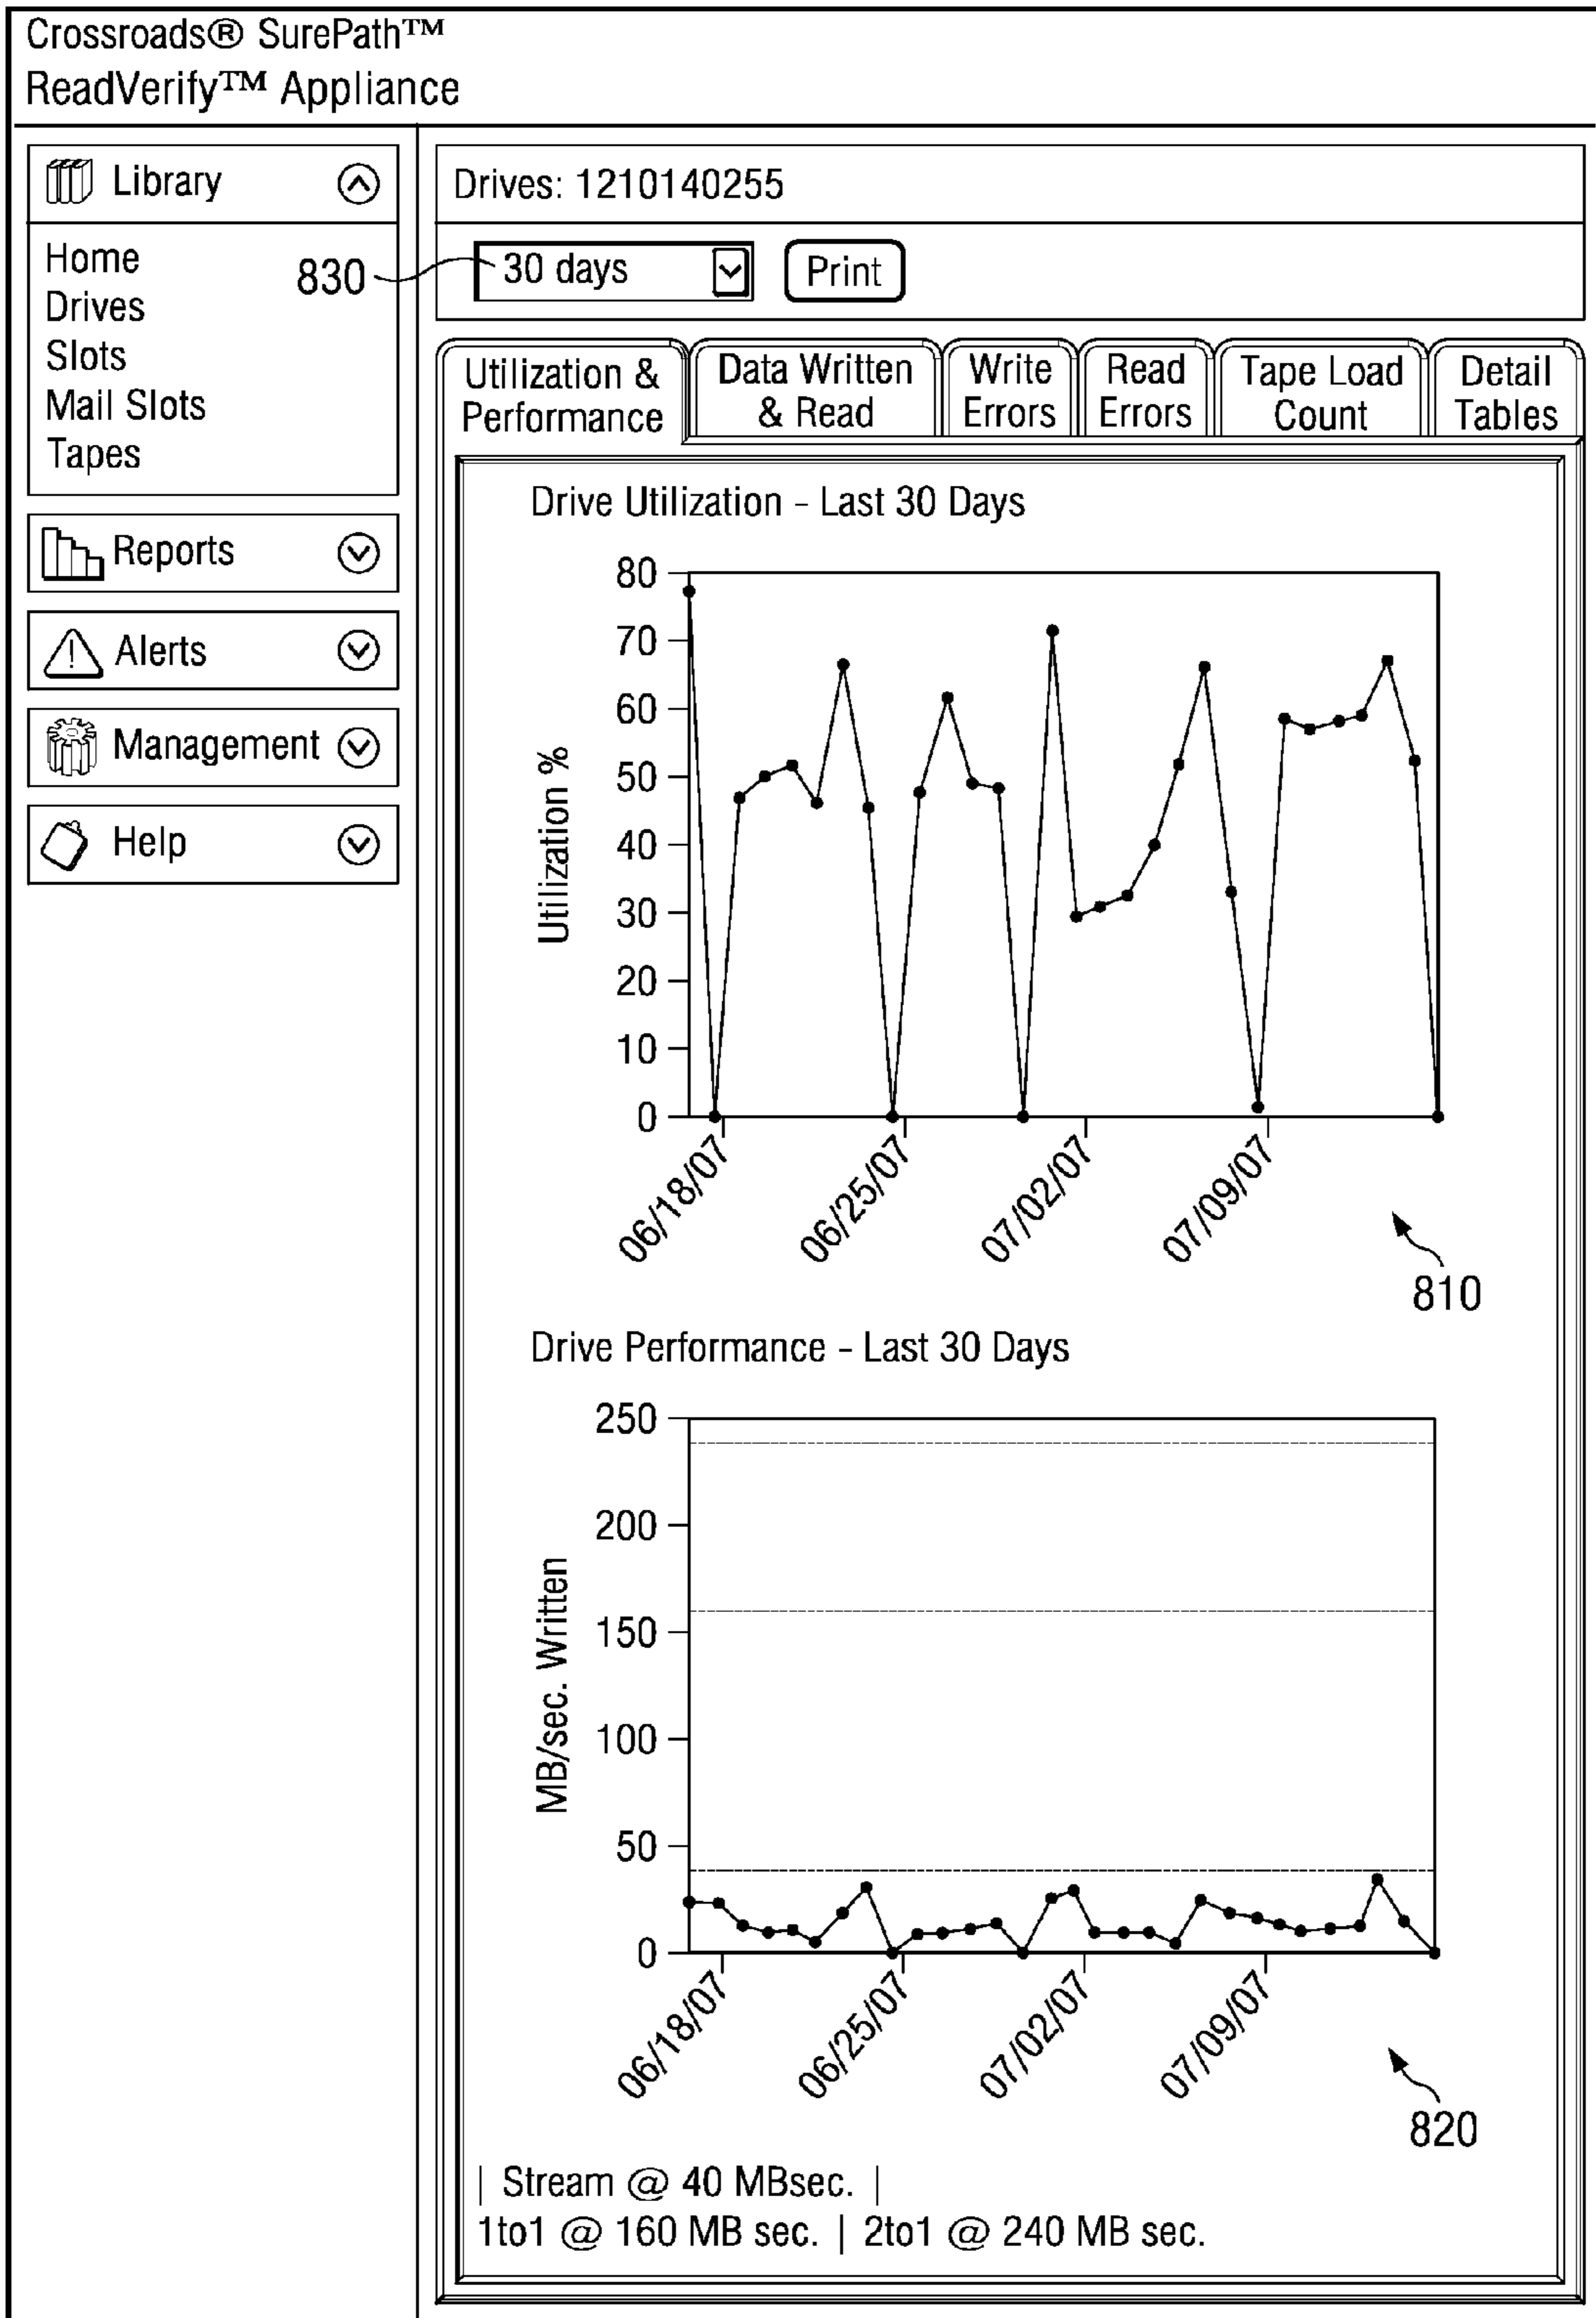 Crossroads® SurePath™
ReadVerify™ Appliance
Library
Home
Drives
Slots
Mail Slots
Tapes
Reports
Alerts
Management
Help
830
Drives: 1210140255
30 days
Print
Utilization &
Performance
Data Written
& Read
Write
Errors
Read
Errors
Tape Load
Count
Detail
Tables
Drive Utilization - Last 30 Days
Utilization %
80
70
60
50
40
30
20
10
0
06/18/07
06/25/07
07/02/07
07/09/07
810
Drive Performance - Last 30 Days
MB/sec. Written
250
200
150
100
50
0
06/18/07
06/25/07
07/02/07
07/09/07
820
| Stream @ 40 MBsec. |
1to1 @ 160 MB sec. | 2to1 @ 240 MB sec.